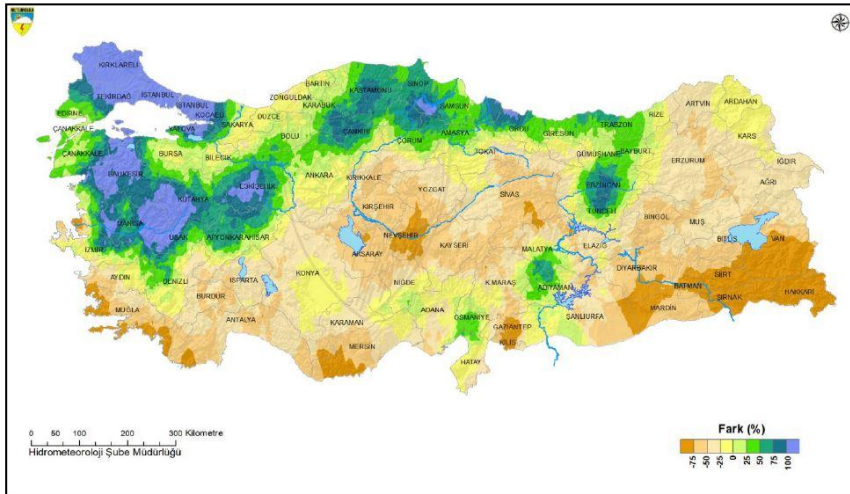 KIRKLARELİ
EDİRNE
TEKİRDAĞ
İSTANBUL
İSTANBUL
KOCAELİ
YALOVA
SAKARYA
DÜZCE
ZONGULDAK
BARTIN
KARABÜK
KASTAMONU
SİNOP
SAMSUN
ÇANAKKALE
ÇANAKKALE
BURSA
BİLECİK
BOLU
ÇANKIRI
ÇORUM
AMASYA
ORDU
GİRESUN
TRABZON
RİZE
ARTVİN
ARDAHAN
KARS
IĞDIR
AĞRI
TOKAT
GÜMÜŞHANE
BAYBURT
ERZURUM
ERZİNCAN
TUNCELİ
BALIKESİR
KÜTAHYA
ESKİŞEHİR
ANKARA
KIRIKKALE
YOZGAT
SİVAS
KIRŞEHİR
NEVŞEHİR
KAYSERİ
MALATYA
ELAZIĞ
BİNGÖL
MUŞ
BİTLİS
VAN
MANİSA
UŞAK
AFYONKARAHİSAR
İZMİR
AYDIN
DENİZLİ
ISPARTA
BURDUR
KONYA
AKSARAY
NİĞDE
K.MARAŞ
ADIYAMAN
DİYARBAKIR
BATMAN
SİİRT
ŞIRNAK
HAKKARİ
MARDİN
MUĞLA
ANTALYA
KARAMAN
MERSİN
ADANA
OSMANİYE
GAZİANTEP
KİLİS
ŞANLIURFA
HATAY
0 50 100 200 300 Kilometre
Hidrometeoroloji Şube Müdürlüğü
Fark (%)
-75 -50 -25 0 25 50 75 100